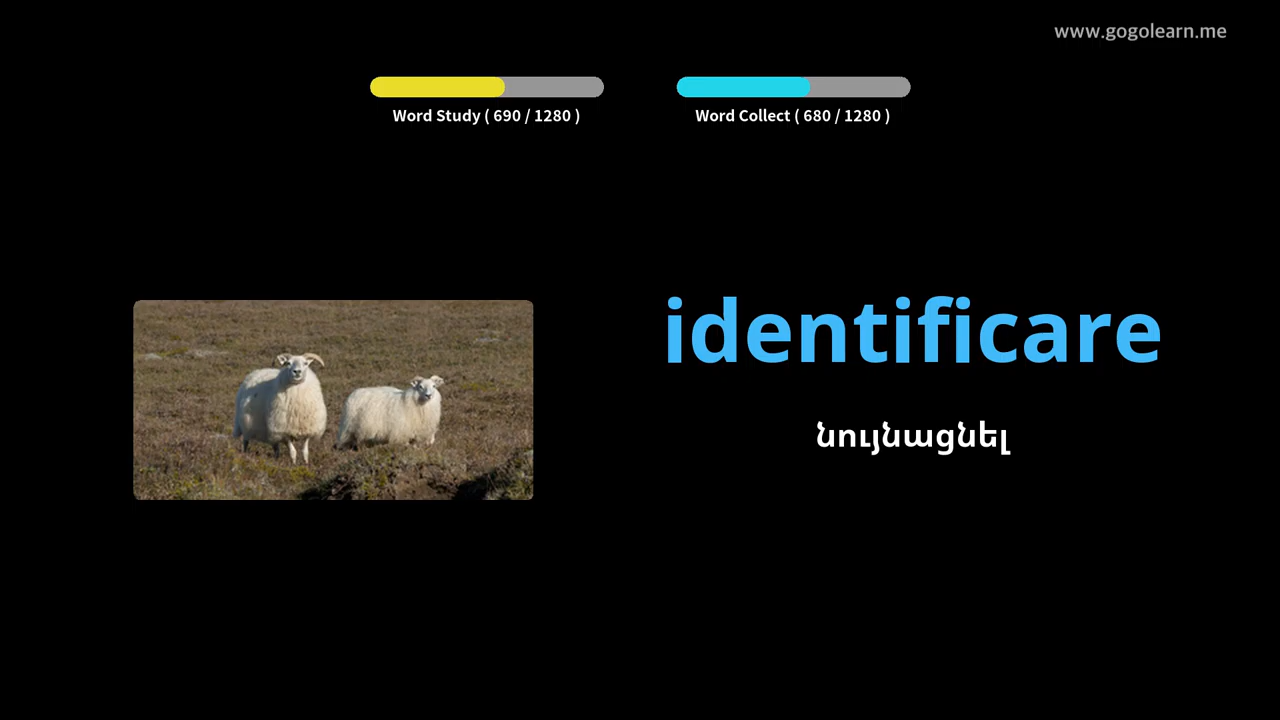 www.gogolearn.me
Word Study ( 690 / 1280 )
Word Collect ( 680 / 1280 )
identificare
նույնացնել